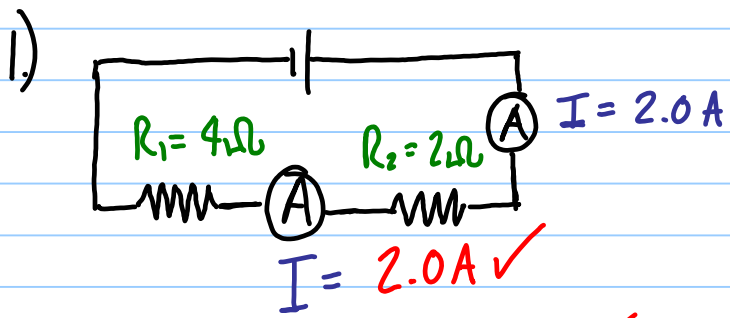 1.)
A
I = 2.0 A
R₁ = 4Ω
R₂ = 2Ω
A
I = 2.0 A ✓